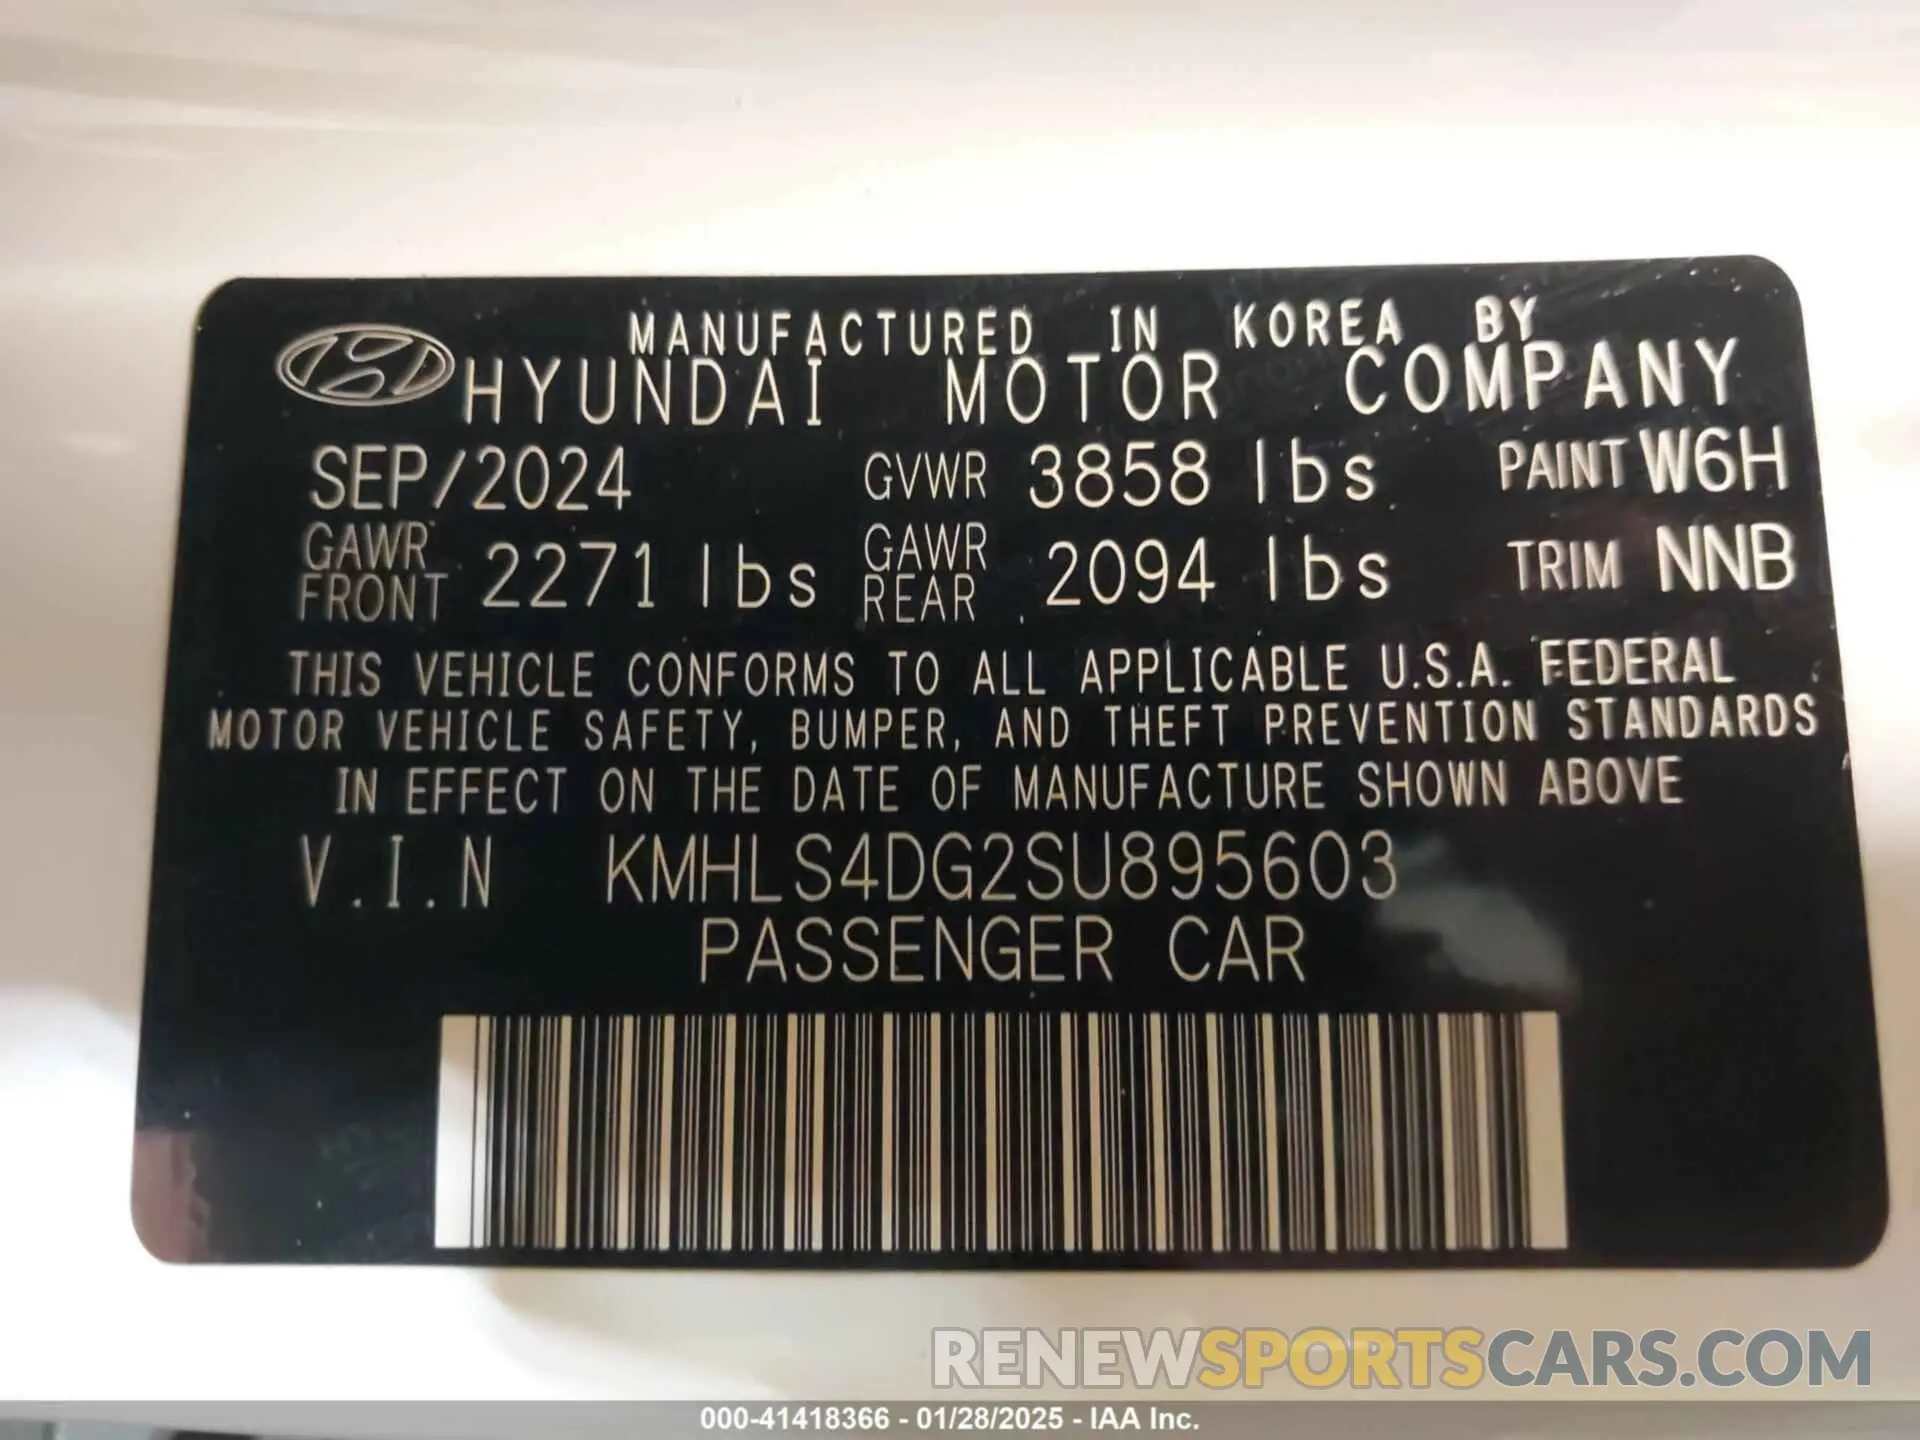 MANUFACTURED IN KOREA BY
HYUNDAI MOTOR COMPANY
SEP/2024 GVWR 3858 lbs PAINT W6H
GAWR FRONT 2271 lbs GAWR REAR 2094 lbs TRIM NNB
THIS VEHICLE CONFORMS TO ALL APPLICABLE U.S.A. FEDERAL
MOTOR VEHICLE SAFETY, BUMPER, AND THEFT PREVENTION STANDARDS
IN EFFECT ON THE DATE OF MANUFACTURE SHOWN ABOVE
V.I.N KMHLS4DG2SU895603
PASSENGER CAR
RENEWSPORTSCARS.COM
000-41418366 - 01/28/2025 - IAA Inc.